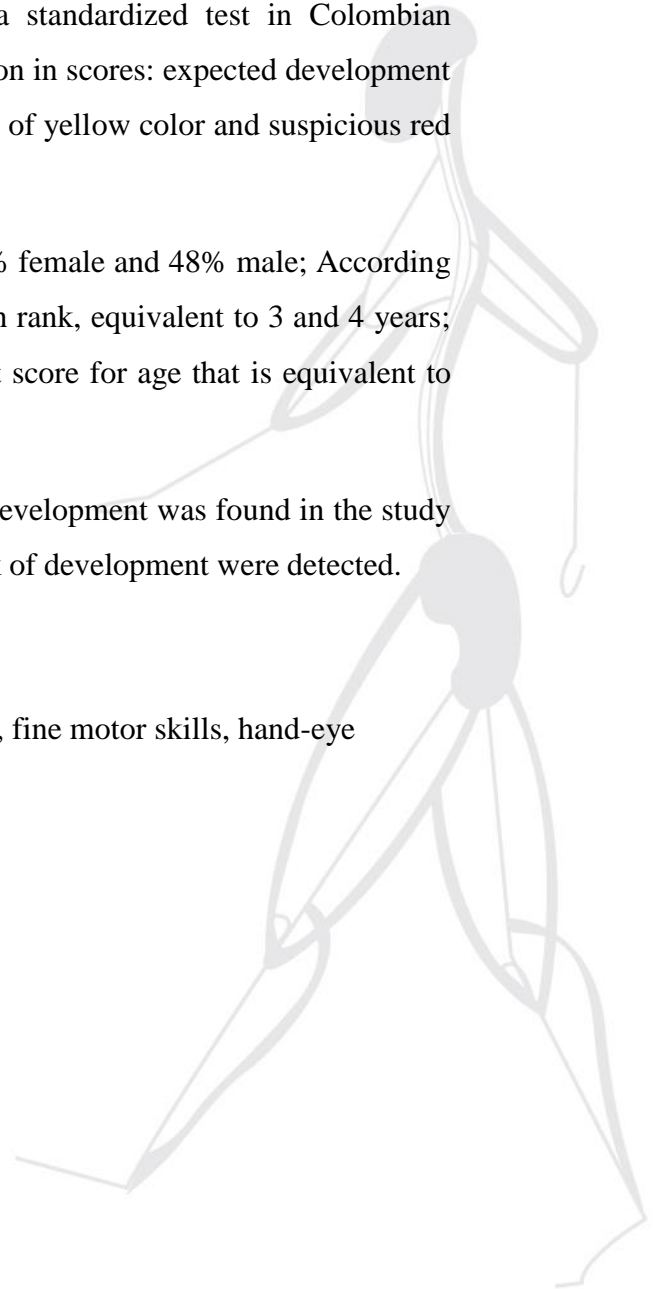 a standardized test in Colombian
on in scores: expected development
of yellow color and suspicious red
% female and 48% male; According
rank, equivalent to 3 and 4 years;
score for age that is equivalent to
evelopment was found in the study
of development were detected.
, fine motor skills, hand-eye